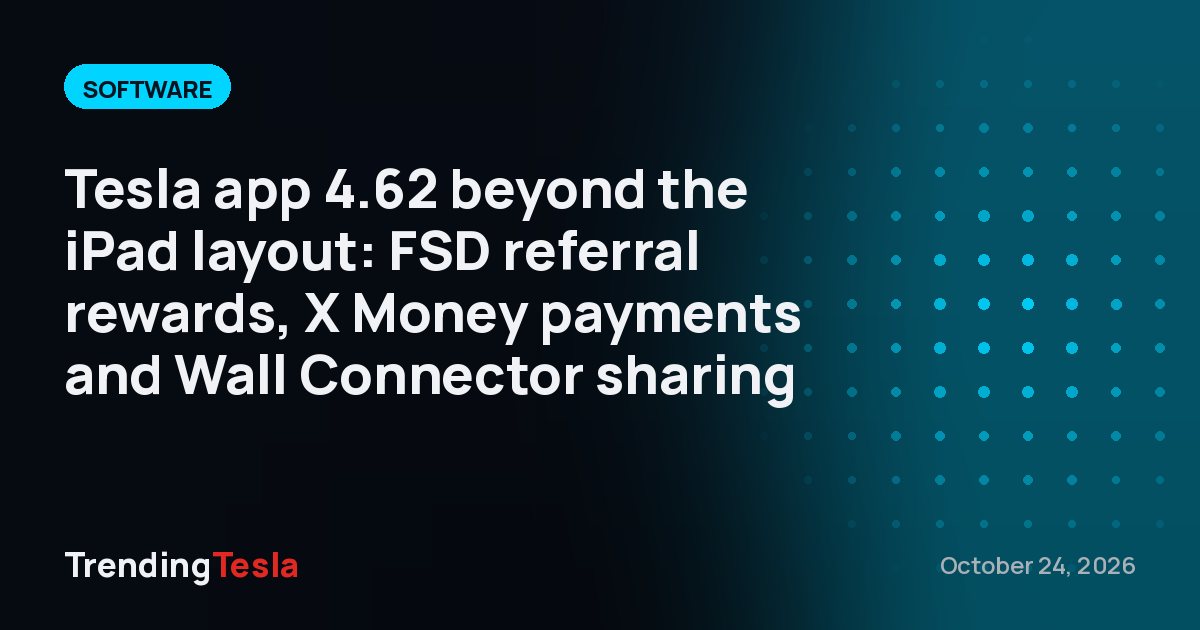 SOFTWARE
Tesla app 4.62 beyond the
iPad layout: FSD referral
rewards, X Money payments
and Wall Connector sharing
TrendingTesla
October 24, 2026